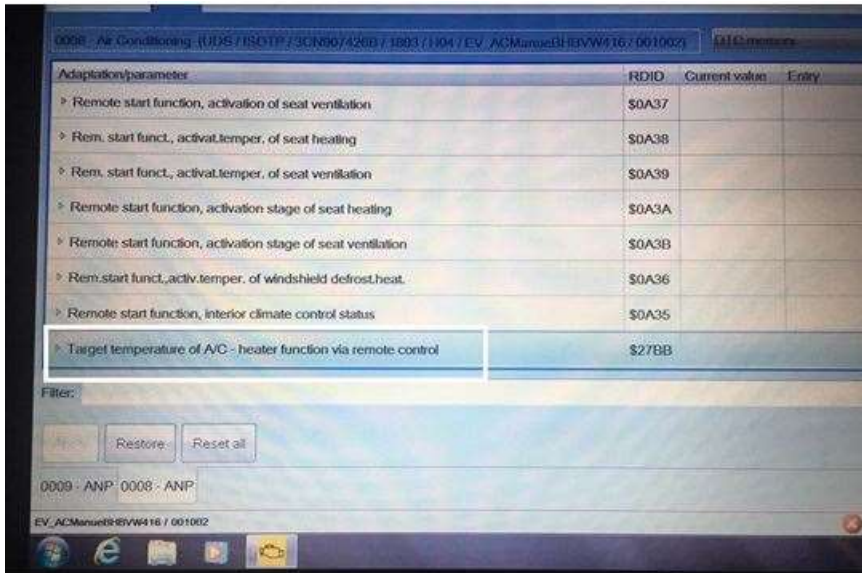 0008 - Air Conditioning (UDS / ISOTP / 3QN907426B / 1803 / H04 / EV_ACManueBHBVW416 / 001002) DTC memory
Adaptation/parameter RDID Current value Entry
Remote start function, activation of seat ventilation $0A37
Rem. start funct., activat.temper. of seat heating $0A38
Rem. start funct., activat.temper. of seat ventilation $0A39
Remote start function, activation stage of seat heating $0A3A
Remote start function, activation stage of seat ventilation $0A3B
Rem.start funct.,activ.temper. of windshield defrost.heat. $0A36
Remote start function, interior climate control status $0A35
Target temperature of A/C - heater function via remote control $27BB
Filter:
Apply Restore Reset all
0009 - ANP 0008 - ANP
EV_ACManueBHBVW416 / 001002